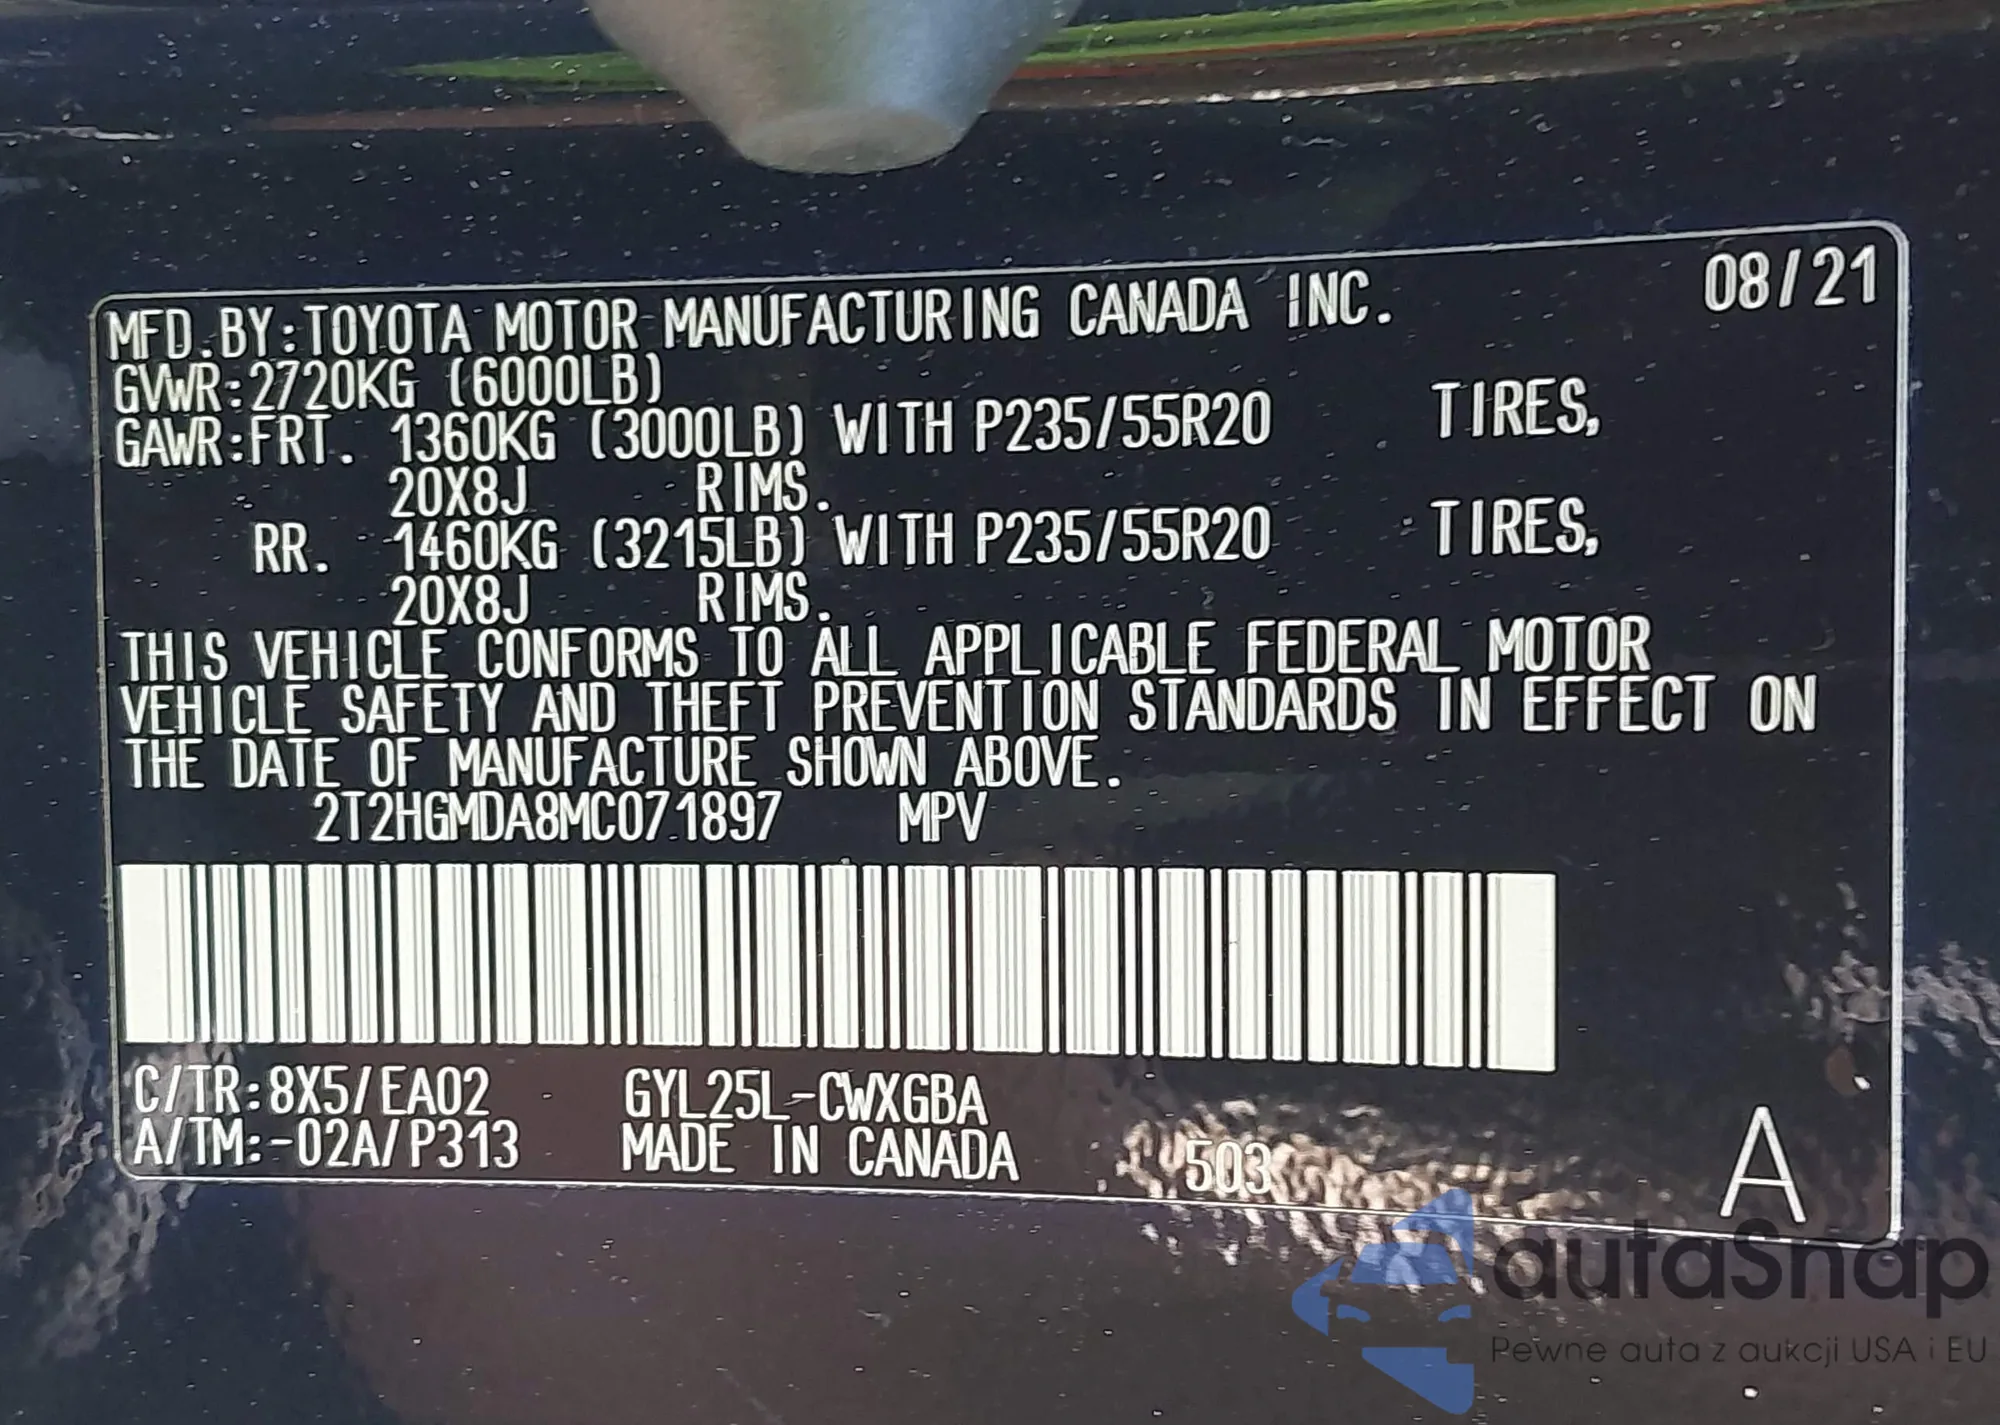 08/21
MFD.BY:TOYOTA MOTOR MANUFACTURING CANADA INC.
GVWR:2720KG (6000LB)
GAWR:FRT. 1360KG (3000LB) WITH P235/55R20 TIRES,
20X8J RIMS.
RR. 1460KG (3215LB) WITH P235/55R20 TIRES,
20X8J RIMS.
THIS VEHICLE CONFORMS TO ALL APPLICABLE FEDERAL MOTOR
VEHICLE SAFETY AND THEFT PREVENTION STANDARDS IN EFFECT ON
THE DATE OF MANUFACTURE SHOWN ABOVE.
2T2HGMDA8MC071897 MPV
C/TR:8X5/EA02 GYL25L-CWXGBA
A/TM:-02A/P313 MADE IN CANADA 503 A
autaSnap
Pewne auta z aukcji USA i EU